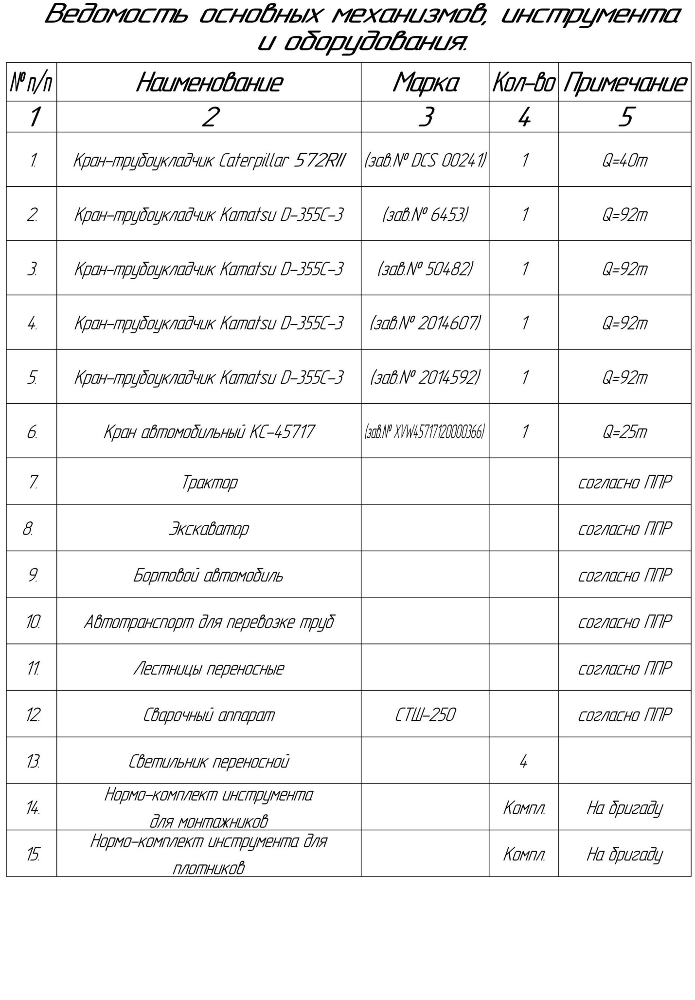 Ведомость основных механизмов, инструмента
и оборудования.
№ п/п Наименование Марка Кол-во Примечание
1 2 3 4 5
1. Кран-трубоукладчик Caterpillar 572RII (зав.№ DCS 00241) 1 Q=40т
2. Кран-трубоукладчик Kamatsu D-355C-3 (зав.№ 6453) 1 Q=92т
3. Кран-трубоукладчик Kamatsu D-355C-3 (зав.№ 50482) 1 Q=92т
4. Кран-трубоукладчик Kamatsu D-355C-3 (зав.№ 2014607) 1 Q=92т
5. Кран-трубоукладчик Kamatsu D-355C-3 (зав.№ 2014592) 1 Q=92т
6. Кран автомобильный КС-45717 (зав.№ XVW45717120000366) 1 Q=25т
7. Трактор согласно ППР
8. Экскаватор согласно ППР
9. Бортовой автомобиль согласно ППР
10. Автотранспорт для перевозке труб согласно ППР
11. Лестницы переносные согласно ППР
12. Сварочный аппарат СТШ-250 согласно ППР
13. Светильник переносной 4
14. Нормо-комплект инструмента
для монтажников Компл. На бригаду
15. Нормо-комплект инструмента для
плотников Компл. На бригаду